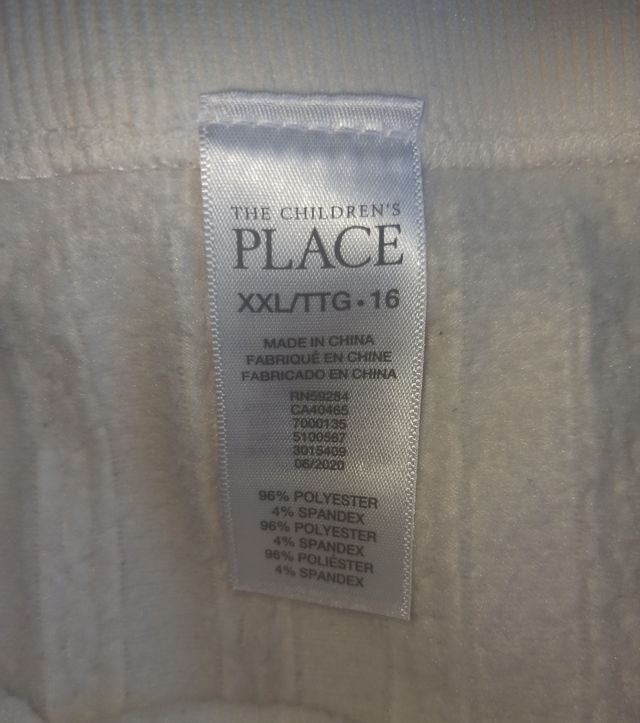 THE CHILDREN'S
PLACE
XXL/TTG • 16
MADE IN CHINA
FABRIQUÉ EN CHINE
FABRICADO EN CHINA
RN59284
CA40465
7000135
5100567
3015409
06/2020
96% POLYESTER
4% SPANDEX
96% POLYESTER
4% SPANDEX
96% POLIÉSTER
4% SPANDEX